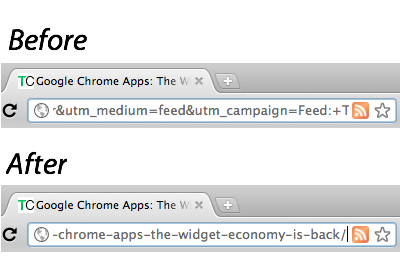 Before
TC Google Chrome Apps: The W
r&utm_medium=feed&utm_campaign=Feed:+T
After
TC Google Chrome Apps: The W
-chrome-apps-the-widget-economy-is-back/